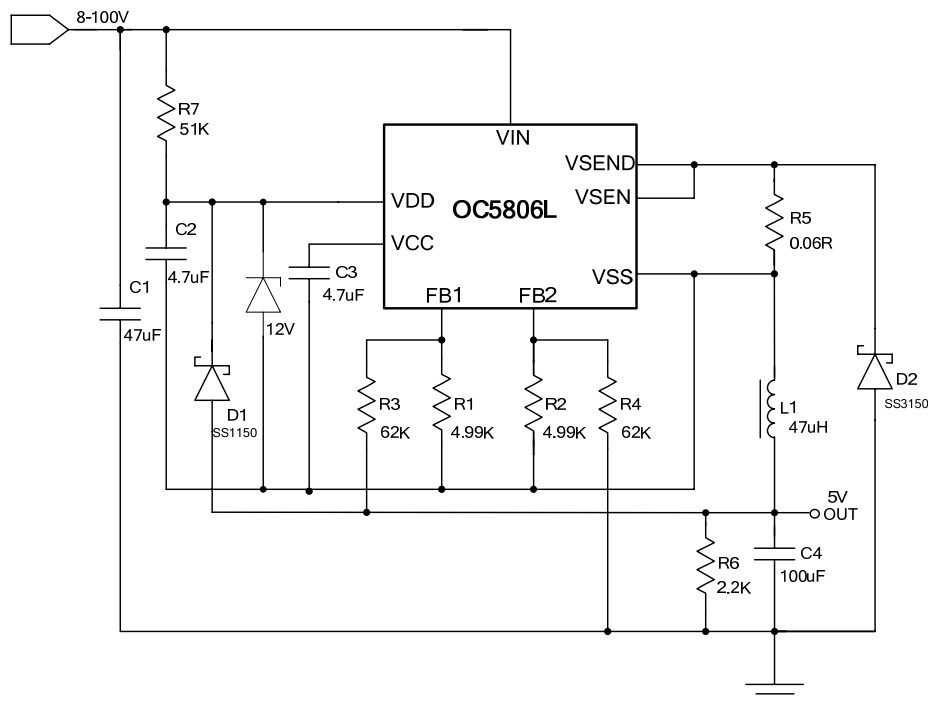 8-100V
R7
51K
VIN
VSEND
VSEN
VDD
OC5806L
VCC
VSS
FB1
FB2
R5
0.06R
C2
4.7uF
C3
4.7uF
C1
47uF
12V
D1
SS1150
R3
62K
R1
4.99K
R2
4.99K
R4
62K
L1
47uH
D2
SS3150
5V
OUT
R6
2.2K
C4
100uF